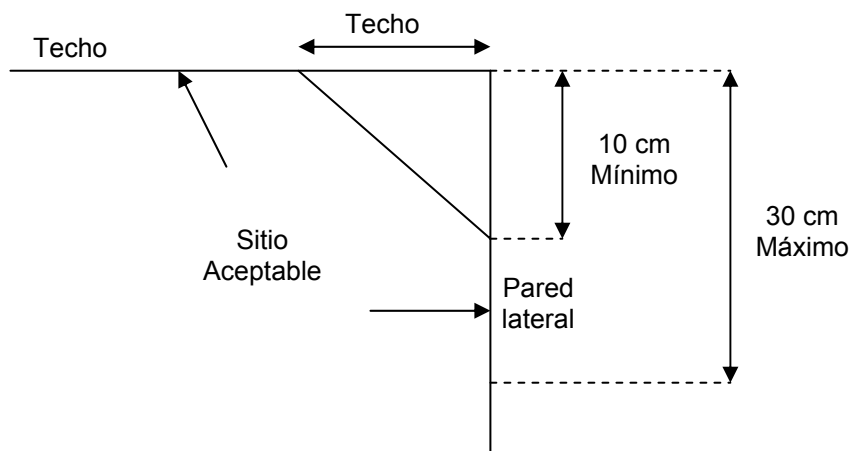 Techo
Techo
10 cm
Mínimo
30 cm
Máximo
Sitio
Aceptable
Pared
lateral